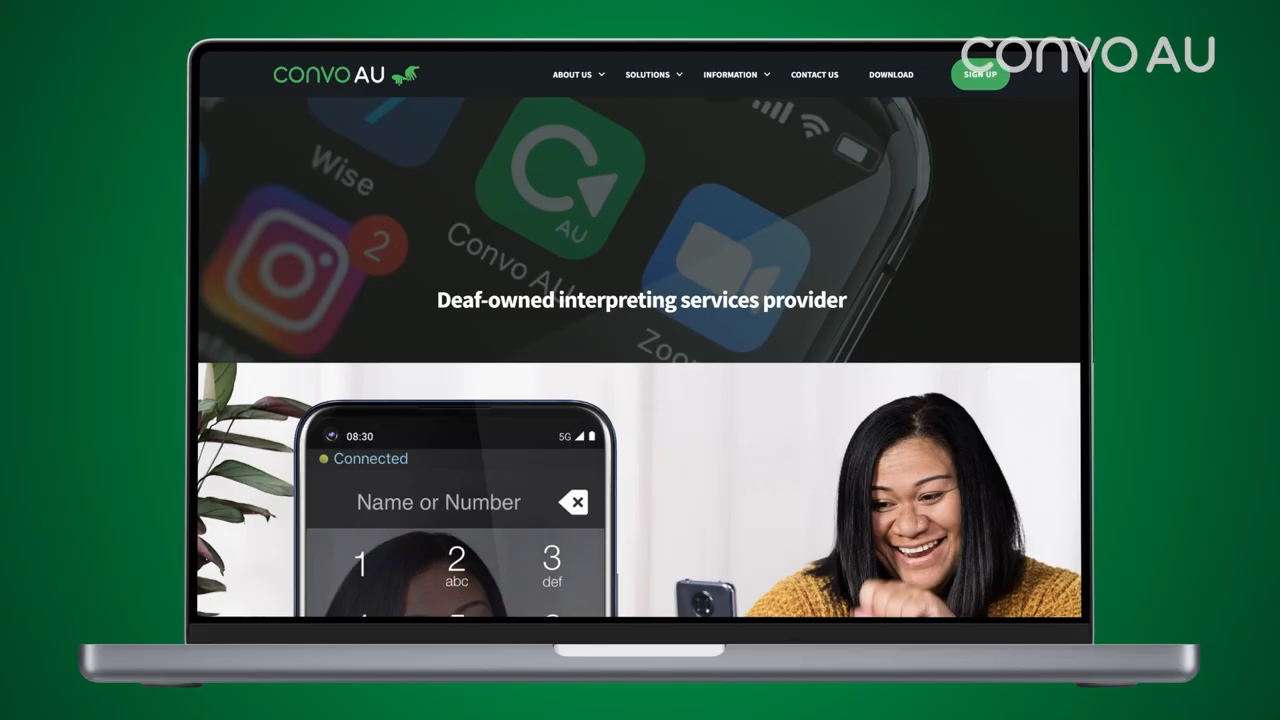 CONVO AU
CONVO AU
ABOUT US
SOLUTIONS
INFORMATION
CONTACT US
DOWNLOAD
SIGN UP
Wise
2
AU
Convo AU
Deaf-owned interpreting services provider
08:30
5G
Connected
Name or Number
1
2
3
abc
def